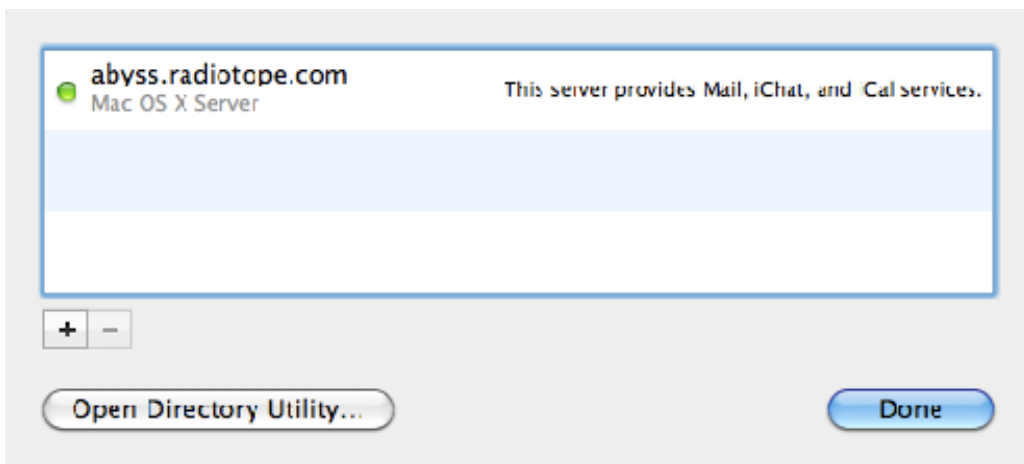 abyss.radiotope.com
Mac OS X Server
This server provides Mail, iChat, and iCal services.
+ −
Open Directory Utility...
Done